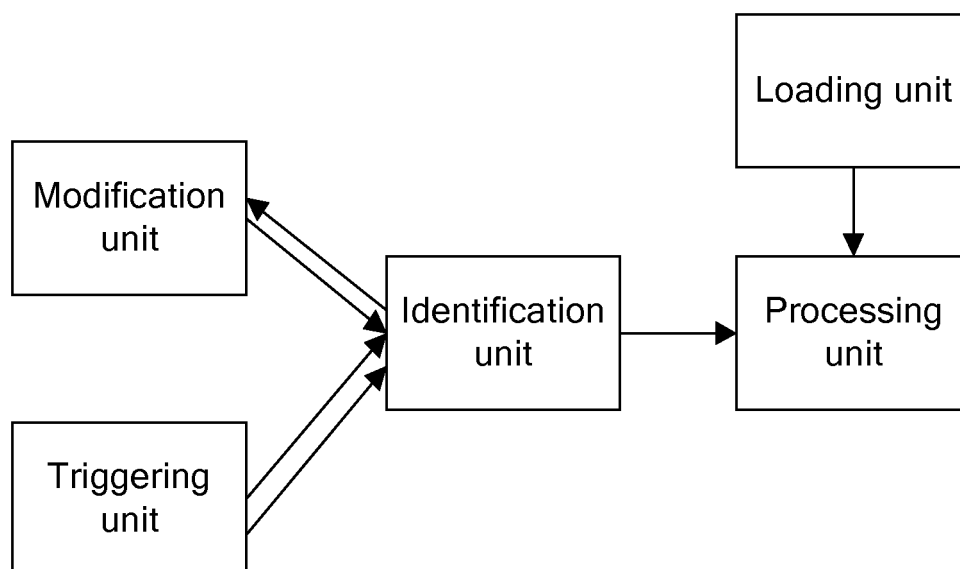 Loading unit
Modification
unit
Identification
unit
Processing
unit
Triggering
unit